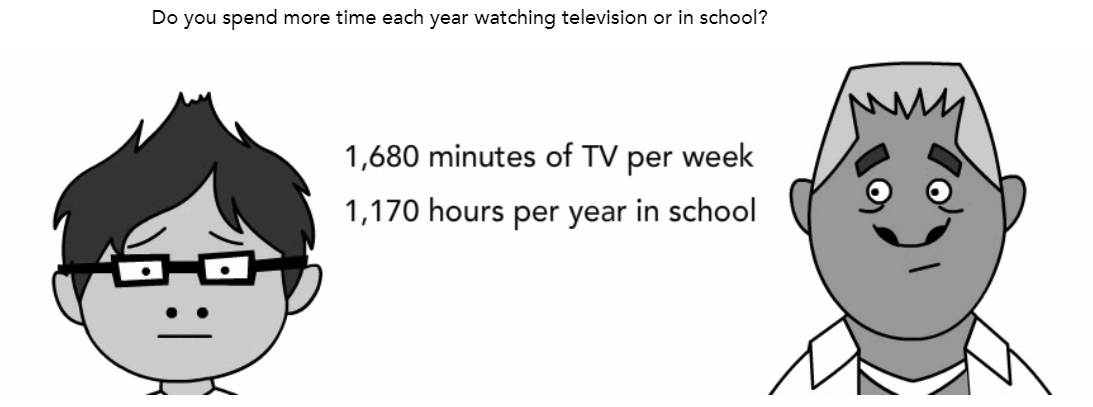 Do you spend more time each year watching television or in school?
1,680 minutes of TV per week
1,170 hours per year in school